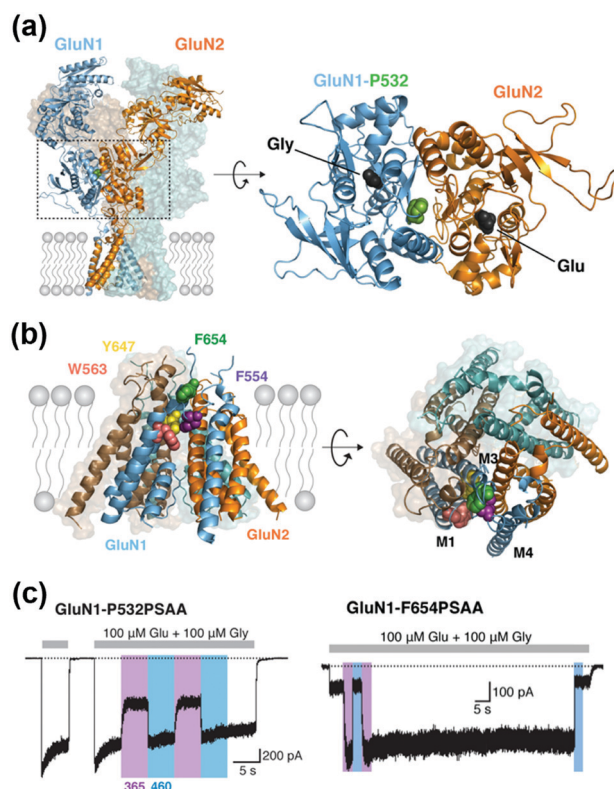 (a)
GluN1 GluN2
GluN1-P532 GluN2
Gly
Glu
(b)
Y647 F654
W563 F554
GluN1 GluN2
M3
M1 M4
(c)
GluN1-P532PSAA GluN1-F654PSAA
100 μM Glu + 100 μM Gly 100 μM Glu + 100 μM Gly
100 pA
5 s
200 pA
5 s
365 460